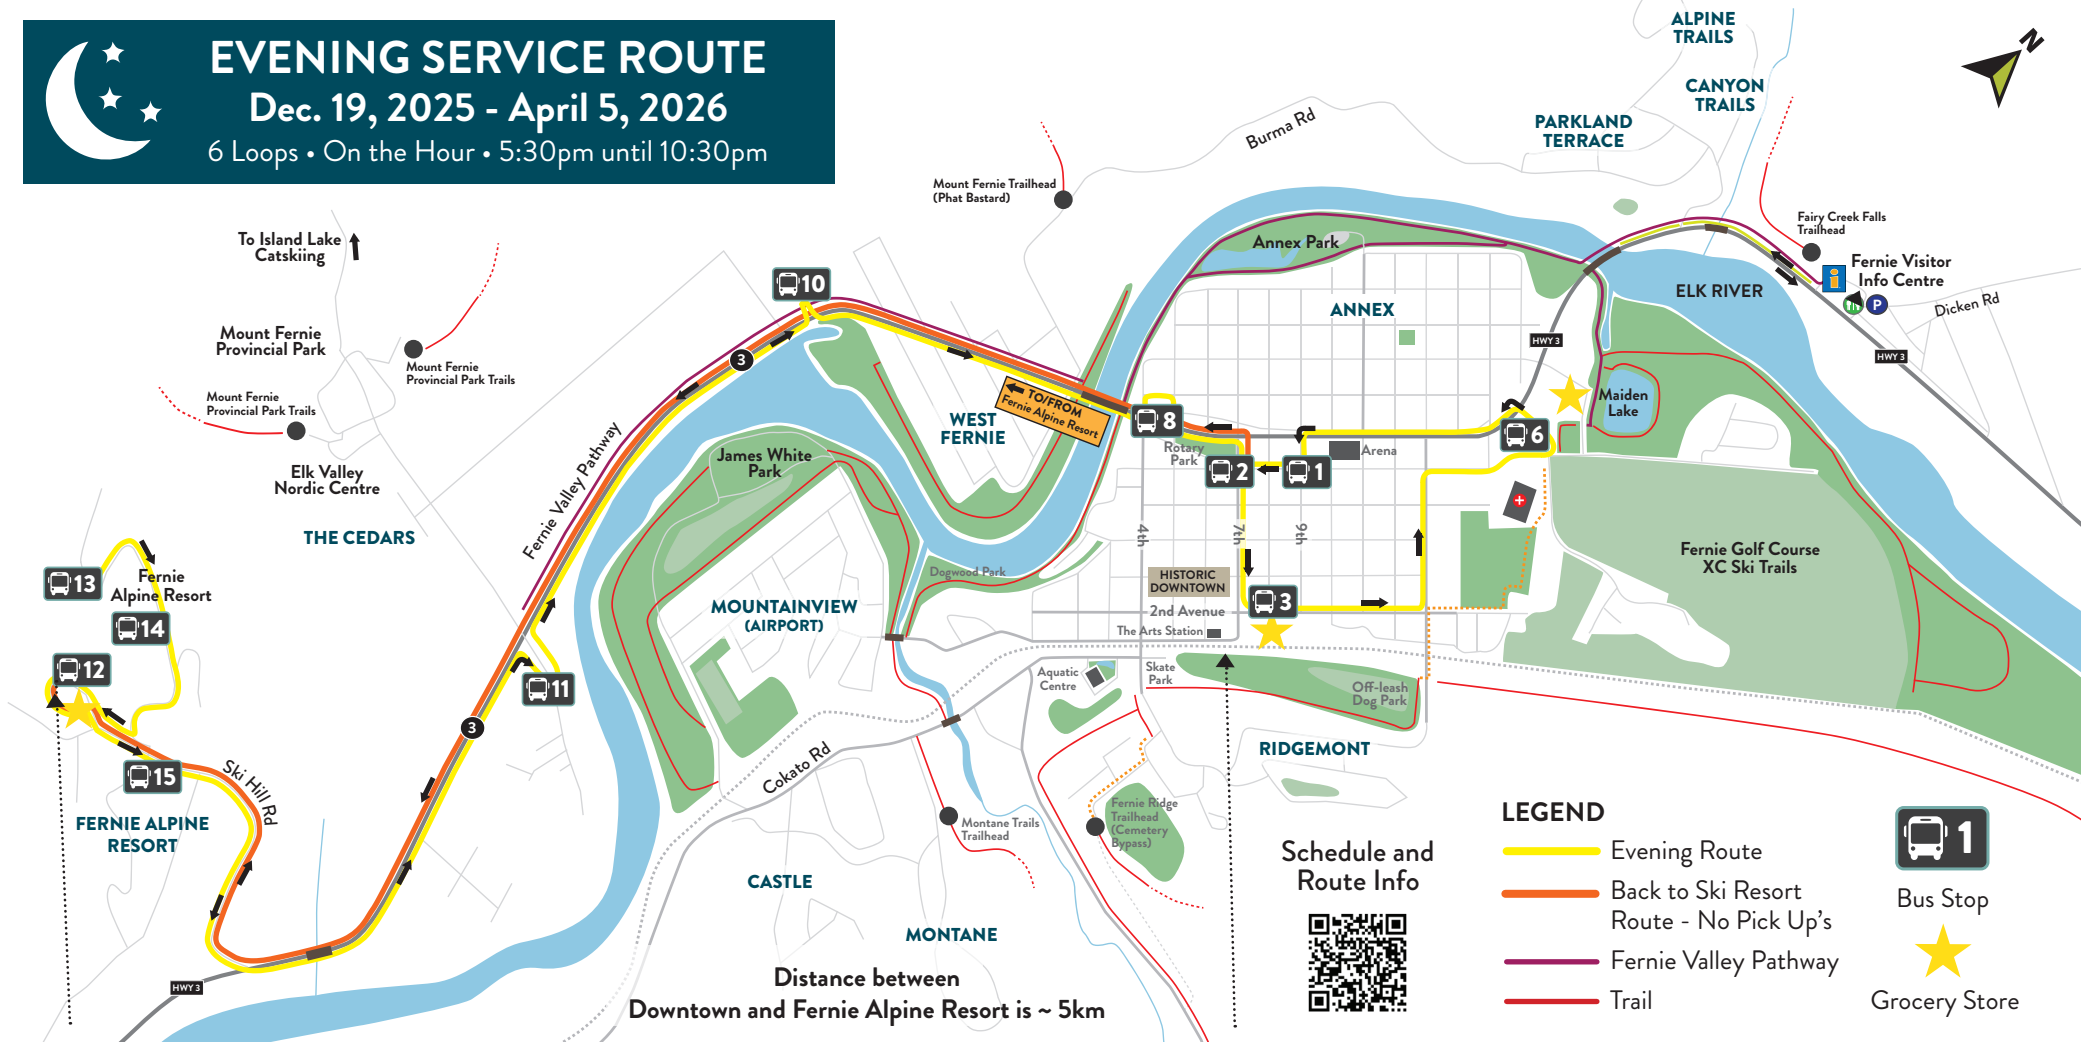 EVENING SERVICE ROUTE
Dec. 19, 2025 - April 5, 2026
6 Loops • On the Hour • 5:30pm until 10:30pm
ALPINE
TRAILS
CANYON
TRAILS
PARKLAND
TERRACE
N
Burma Rd
Mount Fernie Trailhead
(Phat Bastard)
Fairy Creek Falls
Trailhead
Fernie Visitor
Info Centre
i
P
Dicken Rd
HWY 3
ELK RIVER
To Island Lake
Catskiing
Mount Fernie
Provincial Park
Mount Fernie
Provincial Park Trails
Mount Fernie
Provincial Park Trails
Elk Valley
Nordic Centre
THE CEDARS
10
3
Fernie Valley Pathway
Annex Park
ANNEX
HWY 3
Maiden
Lake
TO/FROM
Fernie Alpine Resort
WEST
FERNIE
8
Rotary
Park
2
1
Arena
6
James White
Park
4th
7th
9th
Dogwood Park
HISTORIC
DOWNTOWN
2nd Avenue
3
The Arts Station
MOUNTAINVIEW
(AIRPORT)
Fernie Golf Course
XC Ski Trails
13
Fernie
Alpine Resort
14
12
15
11
3
Ski Hill Rd
FERNIE ALPINE
RESORT
HWY 3
Aquatic
Centre
Skate
Park
Off-leash
Dog Park
RIDGEMONT
Cokato Rd
Montane Trails
Trailhead
Fernie Ridge
Trailhead
(Cemetery
Bypass)
CASTLE
MONTANE
Distance between
Downtown and Fernie Alpine Resort is ~ 5km
Schedule and
Route Info
LEGEND
Evening Route
Back to Ski Resort
Route - No Pick Up's
Fernie Valley Pathway
Trail
1
Bus Stop
Grocery Store